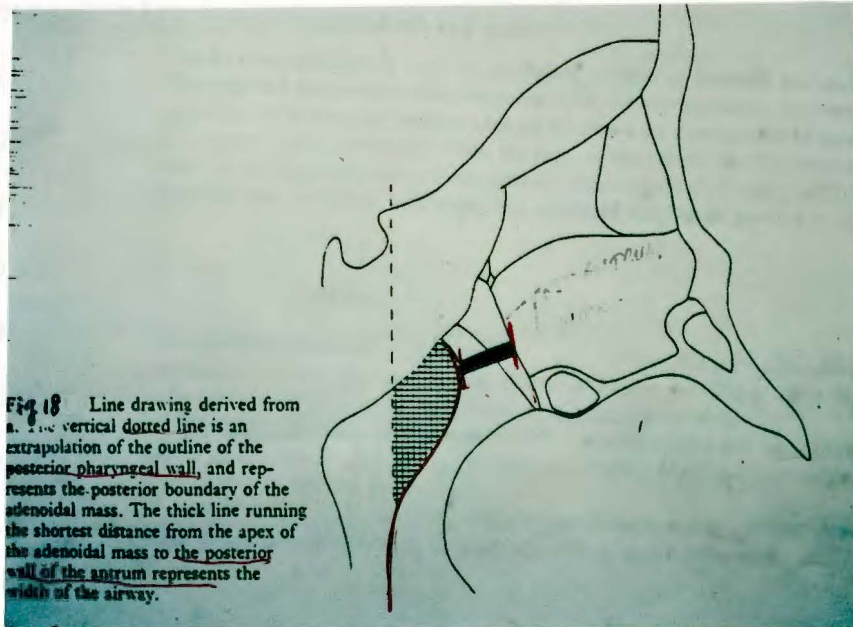 Fig 18 Line drawing derived from
a. The vertical dotted line is an
extrapolation of the outline of the
posterior pharyngeal wall, and rep-
resents the posterior boundary of the
adenoidal mass. The thick line running
the shortest distance from the apex of
the adenoidal mass to the posterior
wall of the antrum represents the
width of the airway.